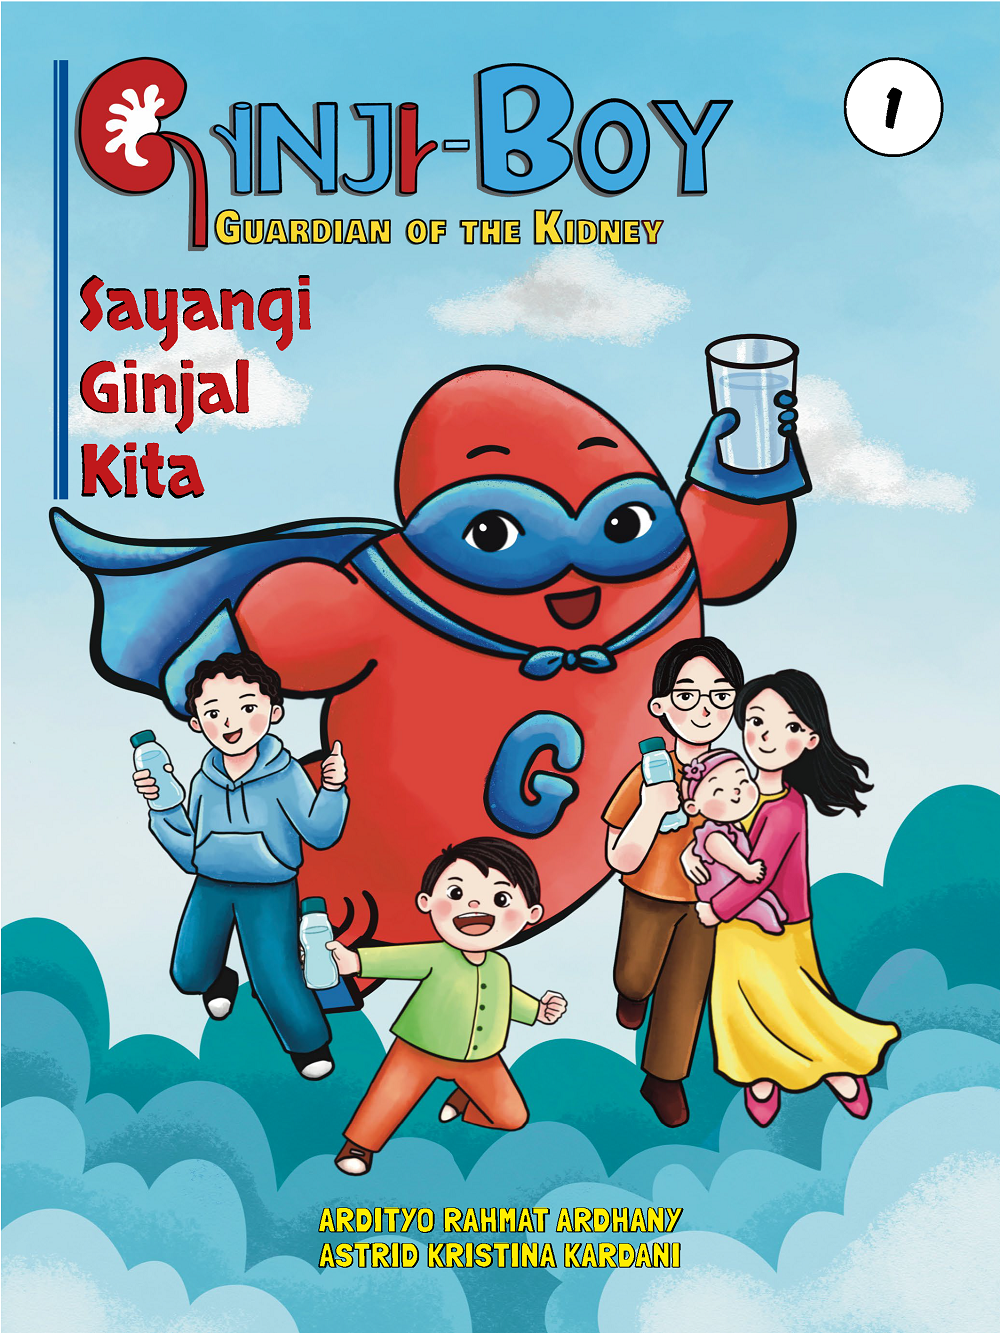 GINJI-BOY
1
GUARDIAN OF THE KIDNEY
Sayangi
Ginjal
Kita
G
ARDITYO RAHMAT ARDHANY
ASTRID KRISTINA KARDANI